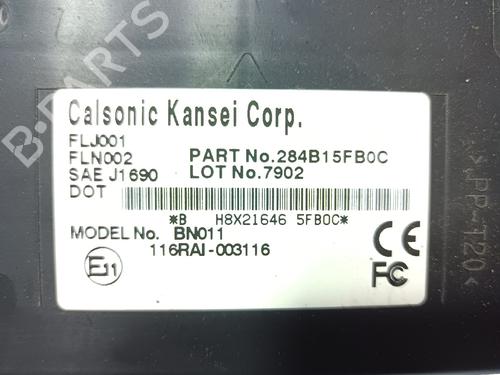 B-PARTS
Calsonic Kansei Corp.
FLJ001
FLN002 PART No.284B15FB0C
SAE J1690 LOT No.7902
DOT
*B H8X21646 5FB0C*
MODEL No. BN011
116RAI-003116
E11
CE
FC
>PP-T20<